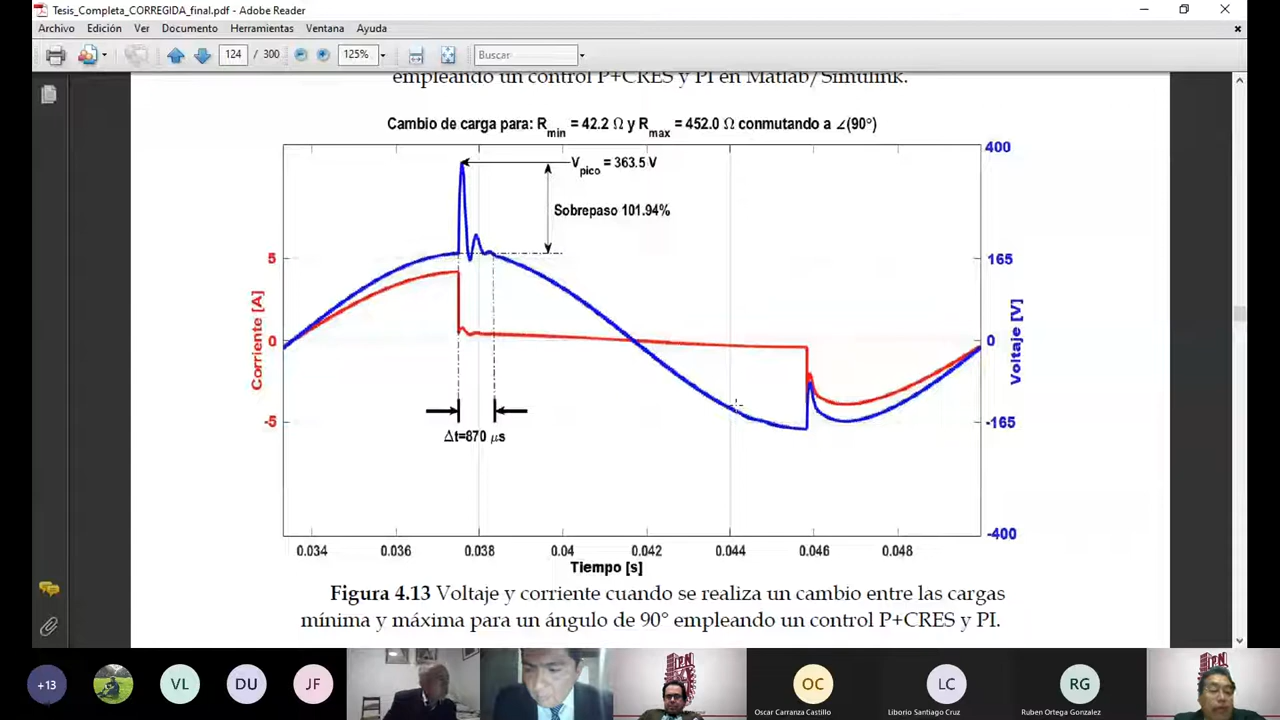 Tesis_Completa_CORREGIDA_final.pdf - Adobe Reader
Archivo Edición Ver Documento Herramientas Ventana Ayuda
124 / 300 125% Buscar
empleando un control P+CRES y PI en Matlab/Simulink.
Cambio de carga para: Rmin = 42.2 Ω y Rmax = 452.0 Ω conmutando a ∠(90°)
400
Vpico = 363.5 V
Sobrepaso 101.94%
5
165
Corriente [A]
0
0
Voltaje [V]
-5
-165
Δt=870 μs
-400
0.034 0.036 0.038 0.04 0.042 0.044 0.046 0.048
Tiempo [s]
Figura 4.13 Voltaje y corriente cuando se realiza un cambio entre las cargas
mínima y máxima para un ángulo de 90° empleando un control P+CRES y PI.
+13 VL DU JF OC LC RG
Oscar Carranza Castillo Liborio Santiago Cruz Ruben Ortega Gonzalez